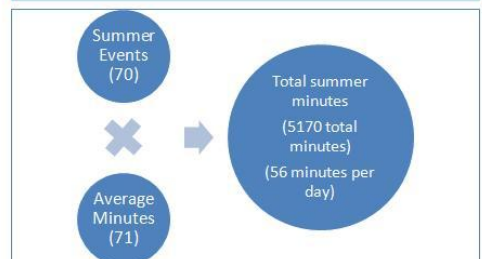 Summer
Events
(70)
Average
Minutes
(71)
Total summer
minutes
(5170 total
minutes)
(56 minutes per
day)